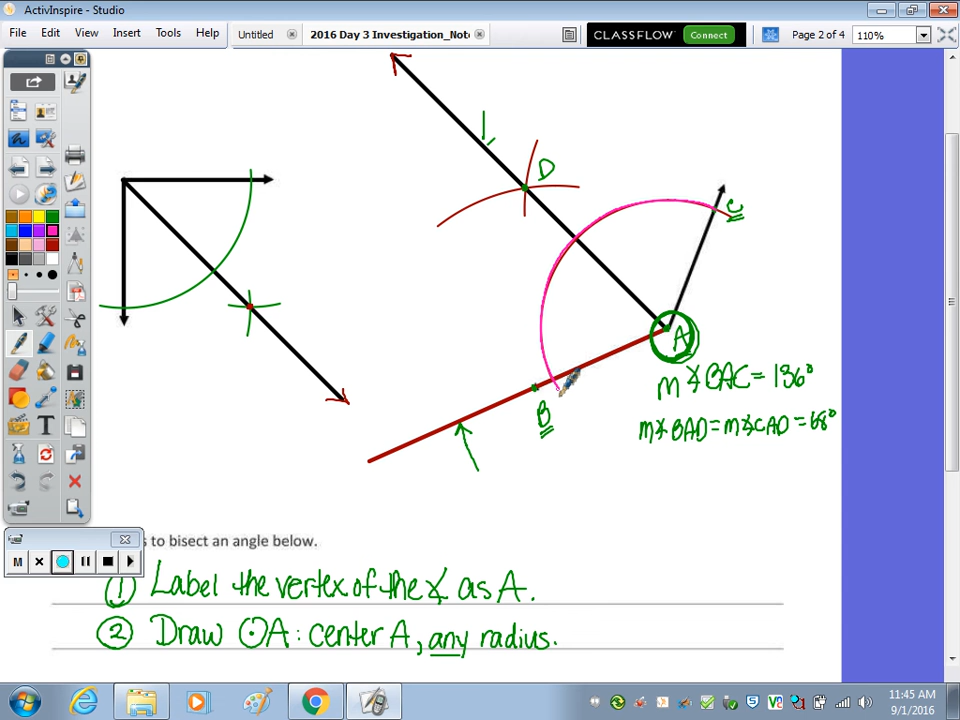 ActivInspire - Studio
File Edit View Insert Tools Help
Untitled
2016 Day 3 Investigation_Note
CLASSFLOW Connect
Page 2 of 4
110%
1,
D
C
A
B
m∡BAC = 136°
m∡BAD = m∡CAD = 68°
M
s to bisect an angle below.
① Label the vertex of the ∡ as A.
② Draw ⊙A: center A, any radius.
11:45 AM
9/1/2016